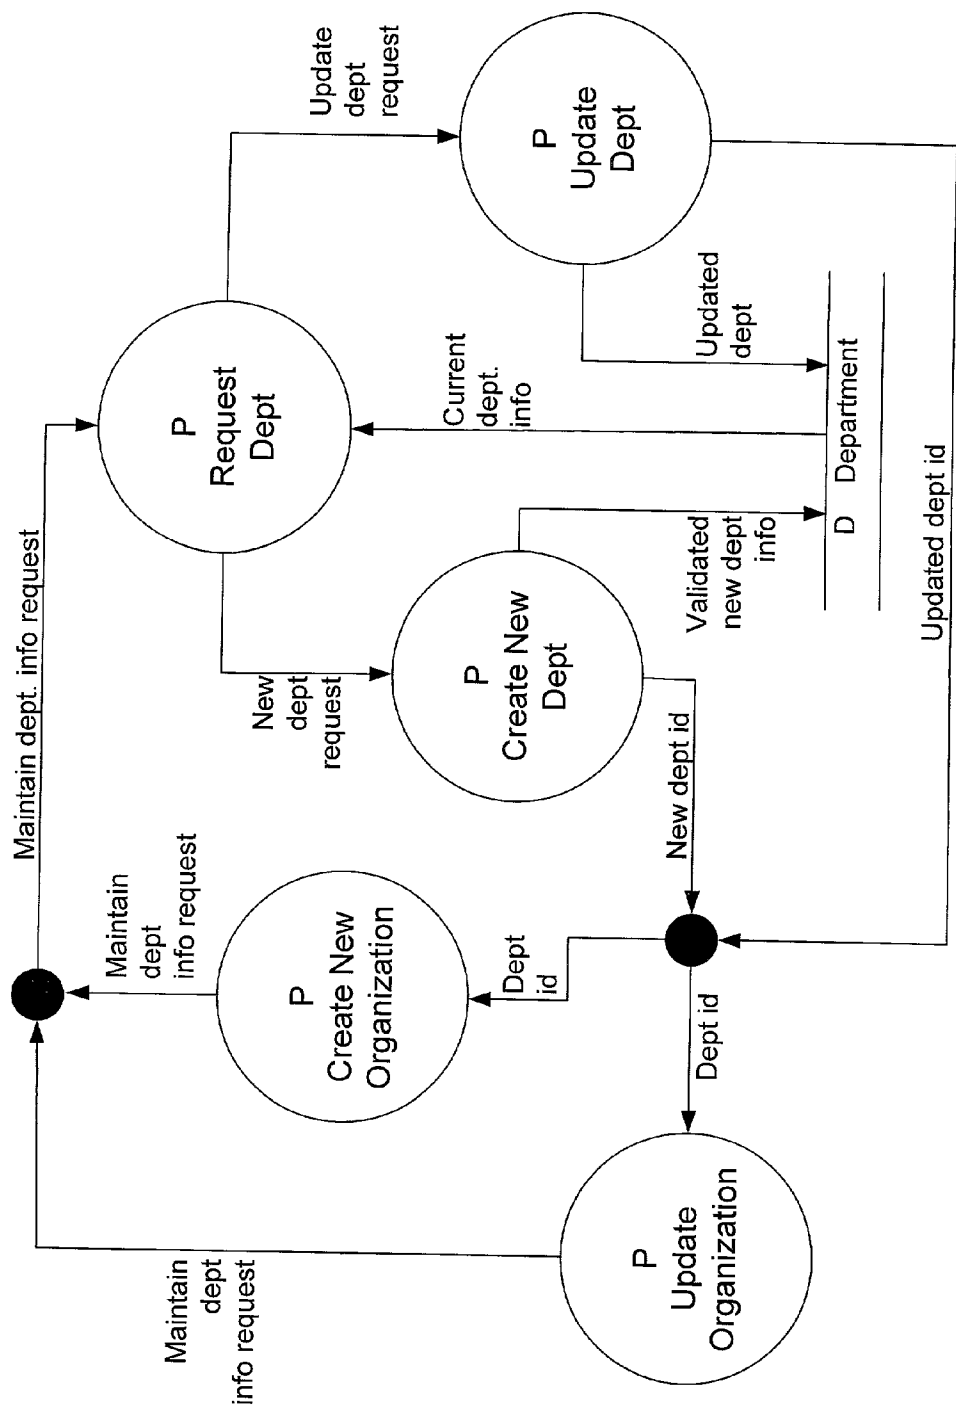 Maintain
dept
info request
Maintain
dept
info request
Maintain dept. info request
P
Update
Organization
P
Create New
Organization
P
Request
Dept
New
dept
request
Update
dept
request
Dept id
Dept
id
P
Create New
Dept
Current
dept.
info
P
Update
Dept
New dept id
Validated
new dept
info
Updated
dept
D Department
Updated dept id